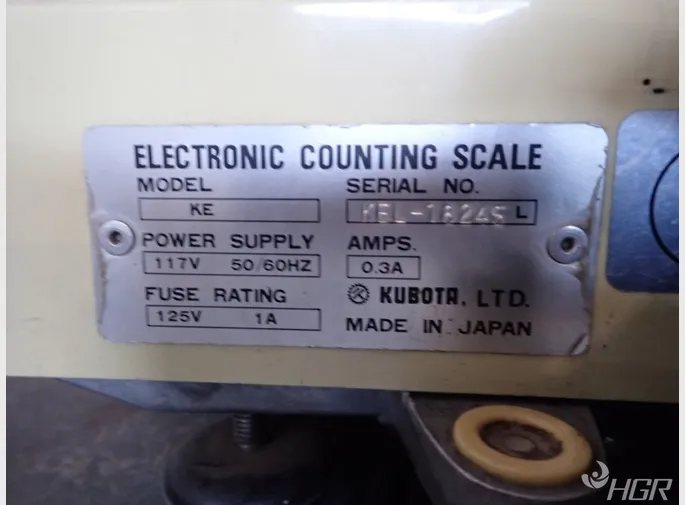 ELECTRONIC COUNTING SCALE
MODEL SERIAL NO.
KE L
POWER SUPPLY AMPS.
117V 50/60HZ 0.3A
FUSE RATING KUBOTA, LTD.
125V 1A MADE IN JAPAN
HGR